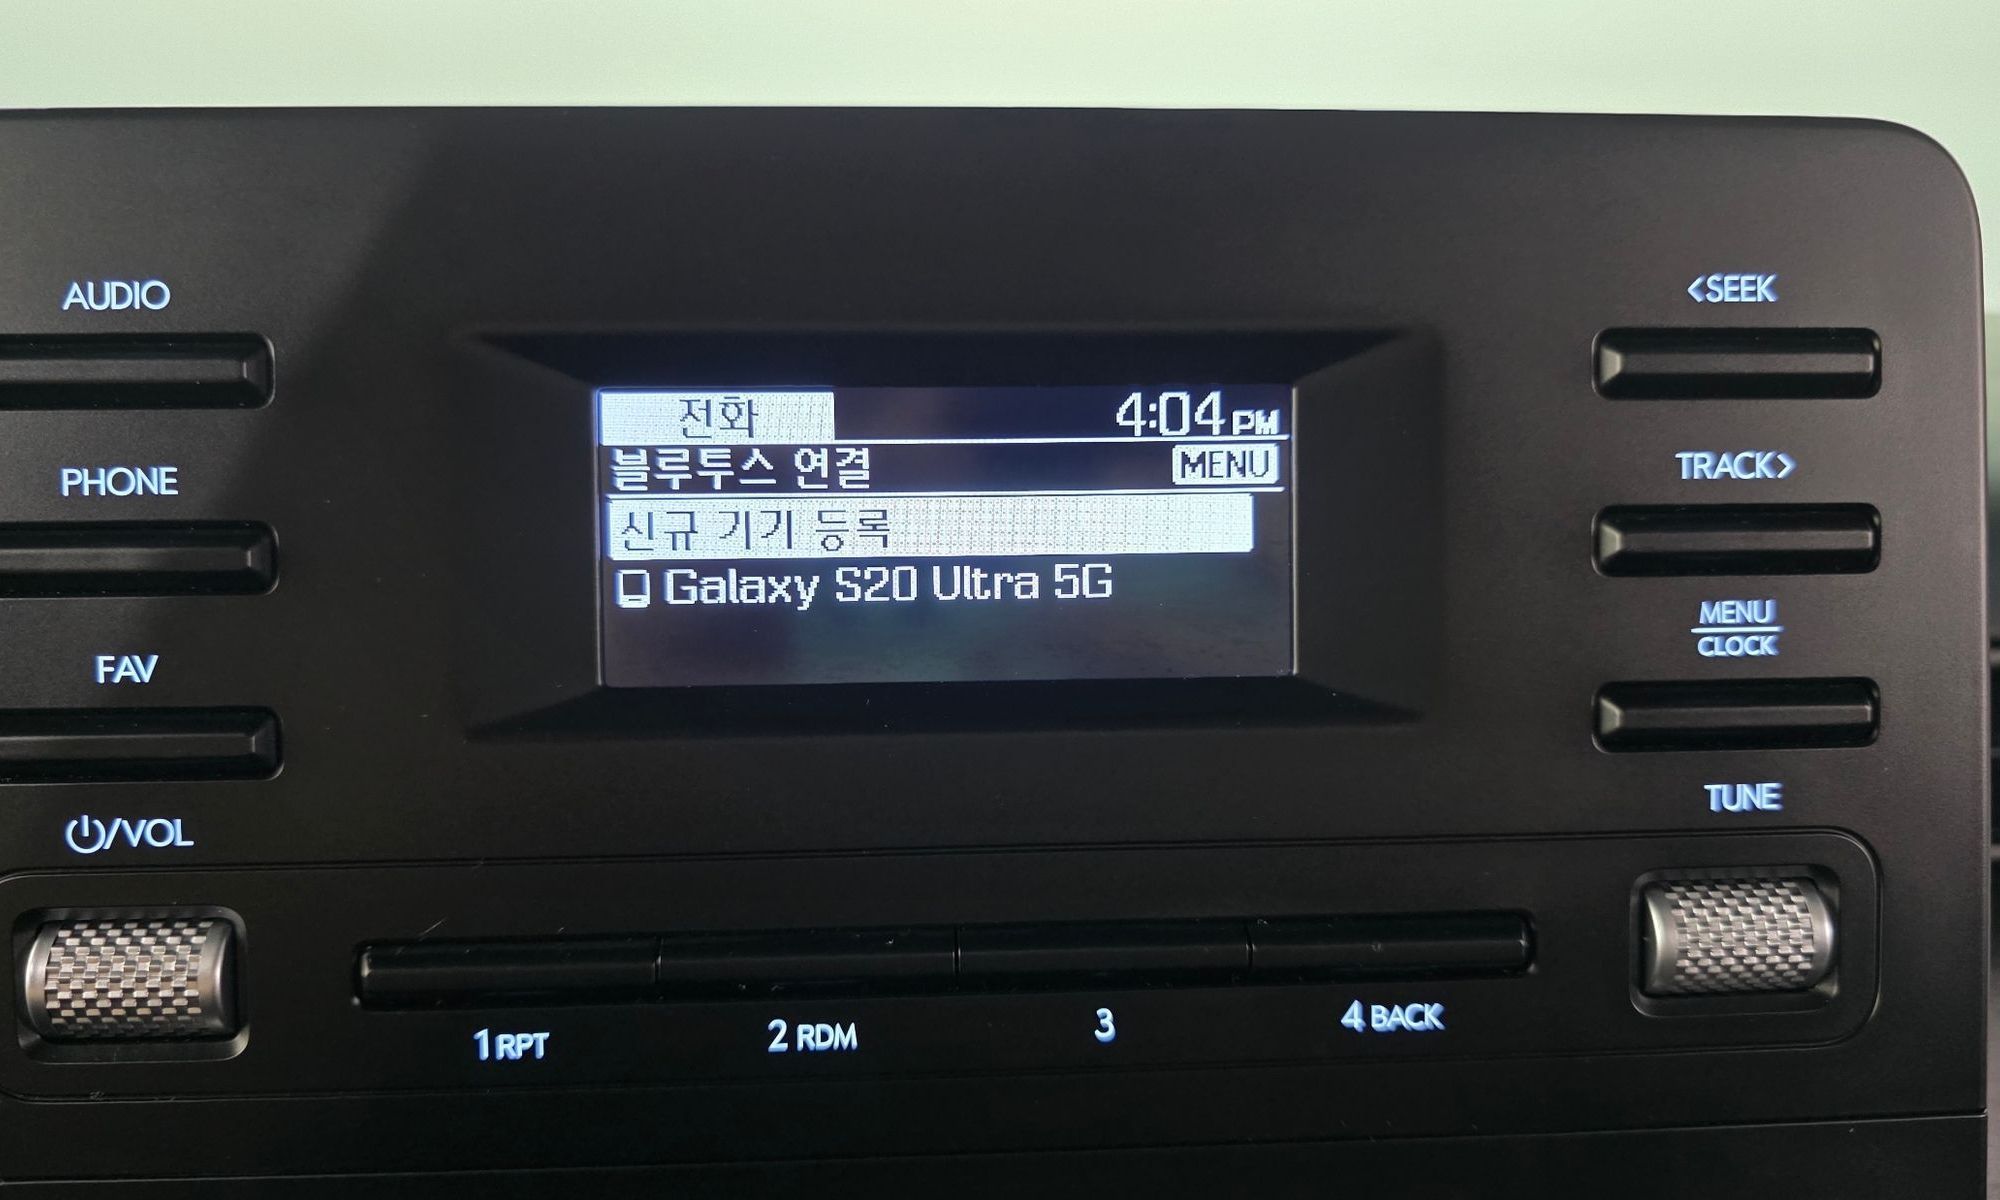 AUDIO
PHONE
FAV
/VOL
전화 4:04 PM
블루투스 연결 MENU
신규 기기 등록
Galaxy S20 Ultra 5G
<SEEK
TRACK>
MENU
CLOCK
TUNE
1 RPT
2 RDM
3
4 BACK